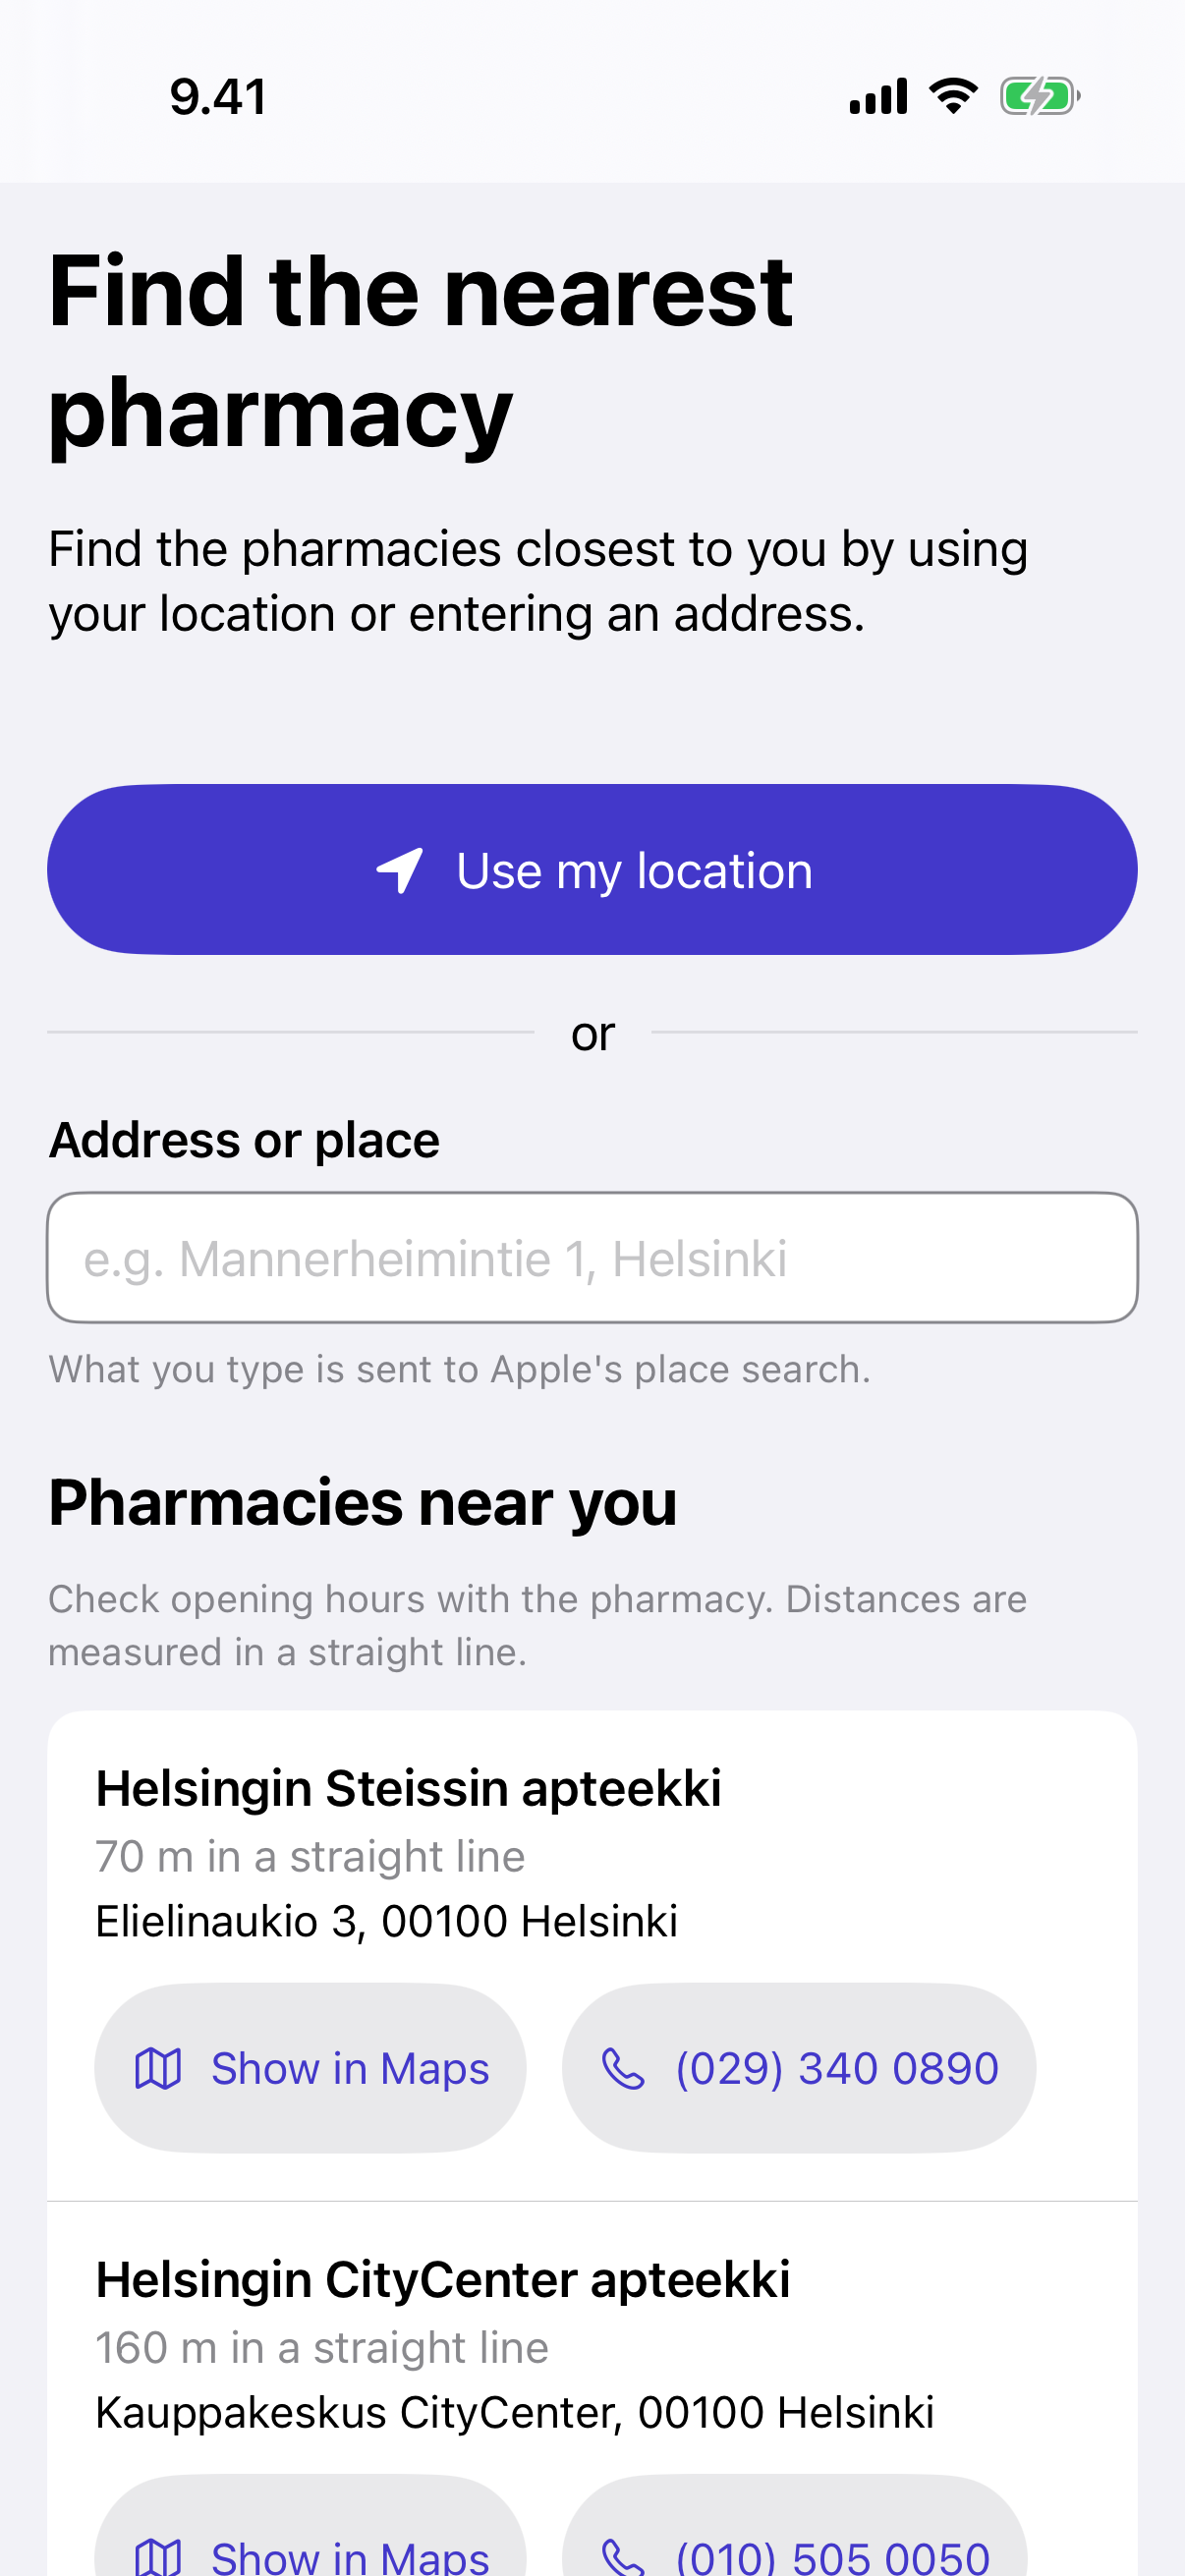 9.41
Find the nearest
pharmacy
Find the pharmacies closest to you by using
your location or entering an address.
Use my location
or
Address or place
e.g. Mannerheimintie 1, Helsinki
What you type is sent to Apple's place search.
Pharmacies near you
Check opening hours with the pharmacy. Distances are
measured in a straight line.
Helsingin Steissin apteekki
70 m in a straight line
Elielinaukio 3, 00100 Helsinki
Show in Maps (029) 340 0890
Helsingin CityCenter apteekki
160 m in a straight line
Kauppakeskus CityCenter, 00100 Helsinki
Show in Maps (010) 505 0050